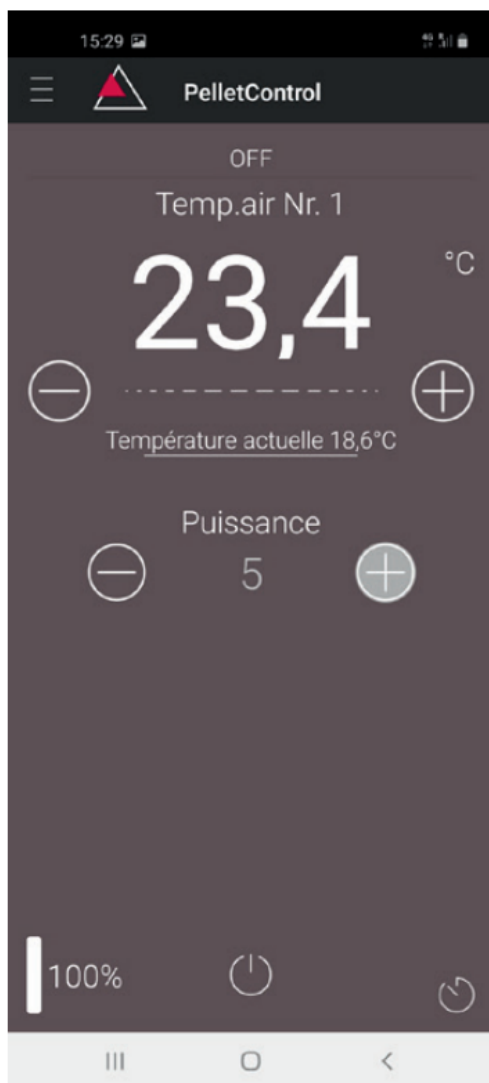 15:29
PelletControl
OFF
Temp.air Nr. 1
23,4 °C
Température actuelle 18,6°C
Puissance
5
100%